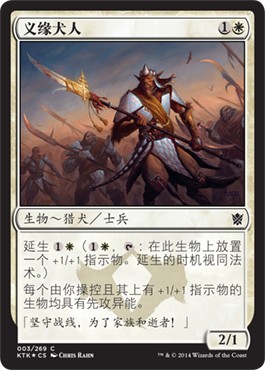 义缘犬人
1
生物～猎犬／士兵
延生1（1，：在此生物上放置
一个+1/+1指示物。延生的时机视同法
术。）
每个由你操控且其上有+1/+1指示物
的生物均具有先攻异能。
「坚守战线，为了家族和逝者！」
2/1
003/269 C
KTK★CS CHRIS RAHN
™ & © 2014 Wizards of the Coast